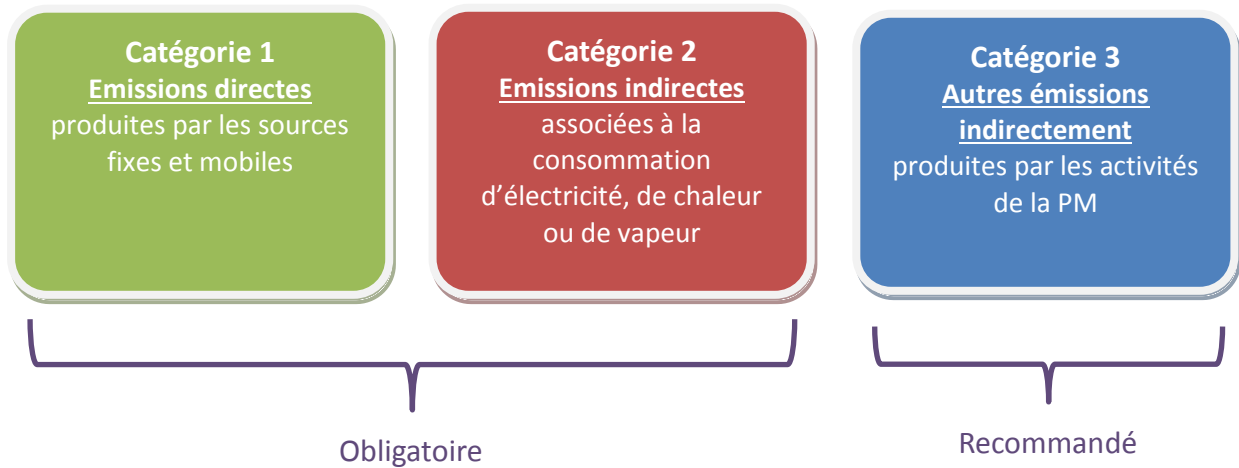 Catégorie 1
Emissions directes
produites par les sources
fixes et mobiles
Catégorie 2
Emissions indirectes
associées à la
consommation
d’électricité, de chaleur
ou de vapeur
Catégorie 3
Autres émissions
indirectement
produites par les activités
de la PM
Obligatoire
Recommandé